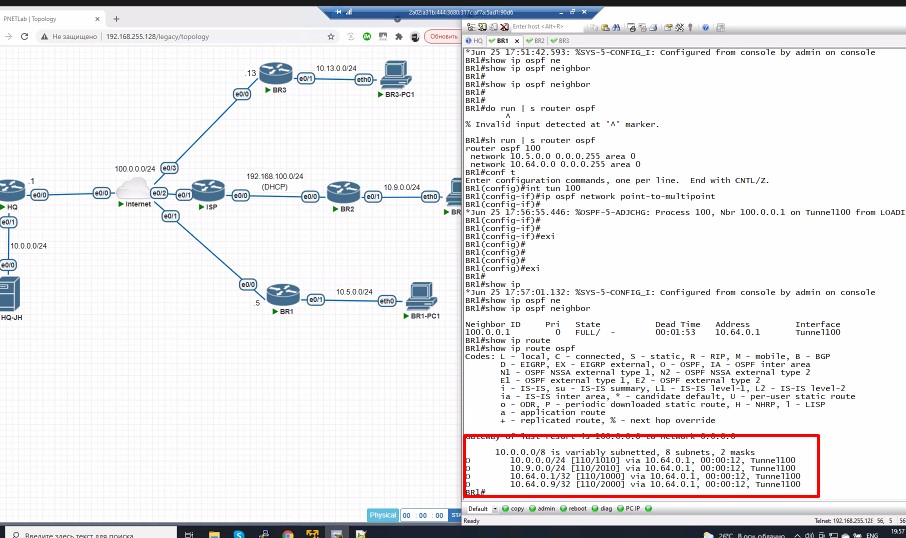 PNETLab | Topology
2a02:a31b:444:3680:317c:af7a:5ad1:90d6
Не защищено | 192.168.255.128/legacy/topology
Обновить
10.13.0.0/24
.13
e0/1
eth0
BR3
BR3-PC1
e0/0
100.0.0.0/24
.1
e0/3
192.168.100.0/24
(DHCP)
10.9.0.0/24
e0/0
e0/0
e0/2
e0/1
e0/0
e0/0
e0/1
eth0
HQ
Internet
ISP
BR2
e0/1
e0/1
10.0.0.0/24
e0/0
e0/0
10.5.0.0/24
.5
e0/1
eth0
BR1
BR1-PC1
HQ-JH
Physical
00 : 00 : 00
Введите здесь текст для поиска
Enter host <Alt+R>
HQ
BR1
BR2
BR3
*Jun 25 17:51:42.593: %SYS-5-CONFIG_I: Configured from console by admin on console
BR1#show ip ospf ne
BR1#show ip ospf neighbor
BR1#
BR1#show ip ospf neighbor
BR1#
BR1#
BR1#do run | s router ospf
^
% Invalid input detected at '^' marker.
BR1#sh run | s router ospf
router ospf 100
network 10.5.0.0 0.0.0.255 area 0
network 10.64.0.0 0.0.0.255 area 0
BR1#conf t
Enter configuration commands, one per line.  End with CNTL/Z.
BR1(config)#int tun 100
BR1(config-if)#ip ospf network point-to-multipoint
BR1(config-if)#
*Jun 25 17:56:55.446: %OSPF-5-ADJCHG: Process 100, Nbr 100.0.0.1 on Tunnel100 from LOADI
BR1(config-if)#
BR1(config-if)#
BR1(config-if)#exi
BR1(config)#
BR1(config)#
BR1(config)#
BR1(config)#exi
BR1#
BR1#show ip
*Jun 25 17:57:01.132: %SYS-5-CONFIG_I: Configured from console by admin on console
BR1#show ip ospf ne
BR1#show ip ospf neighbor
Neighbor ID     Pri   State           Dead Time   Address         Interface
100.0.0.1         0   FULL/  -        00:01:53    10.64.0.1       Tunnel100
BR1#show ip route
BR1#show ip route ospf
Codes: L - local, C - connected, S - static, R - RIP, M - mobile, B - BGP
D - EIGRP, EX - EIGRP external, O - OSPF, IA - OSPF inter area
N1 - OSPF NSSA external type 1, N2 - OSPF NSSA external type 2
E1 - OSPF external type 1, E2 - OSPF external type 2
i - IS-IS, su - IS-IS summary, L1 - IS-IS level-1, L2 - IS-IS level-2
ia - IS-IS inter area, * - candidate default, U - per-user static route
o - ODR, P - periodic downloaded static route, H - NHRP, l - LISP
a - application route
+ - replicated route, % - next hop override
Gateway of last resort is 100.0.0.0 to network 0.0.0.0
10.0.0.0/8 is variably subnetted, 8 subnets, 2 masks
O        10.0.0.0/24 [110/1010] via 10.64.0.1, 00:00:12, Tunnel100
O        10.9.0.0/24 [110/2010] via 10.64.0.1, 00:00:12, Tunnel100
O        10.64.0.1/32 [110/1000] via 10.64.0.1, 00:00:12, Tunnel100
O        10.64.0.9/32 [110/2000] via 10.64.0.1, 00:00:12, Tunnel100
BR1#
Default
copy
admin
reboot
diag
PC IP
Ready
26°C
ENG
19:57